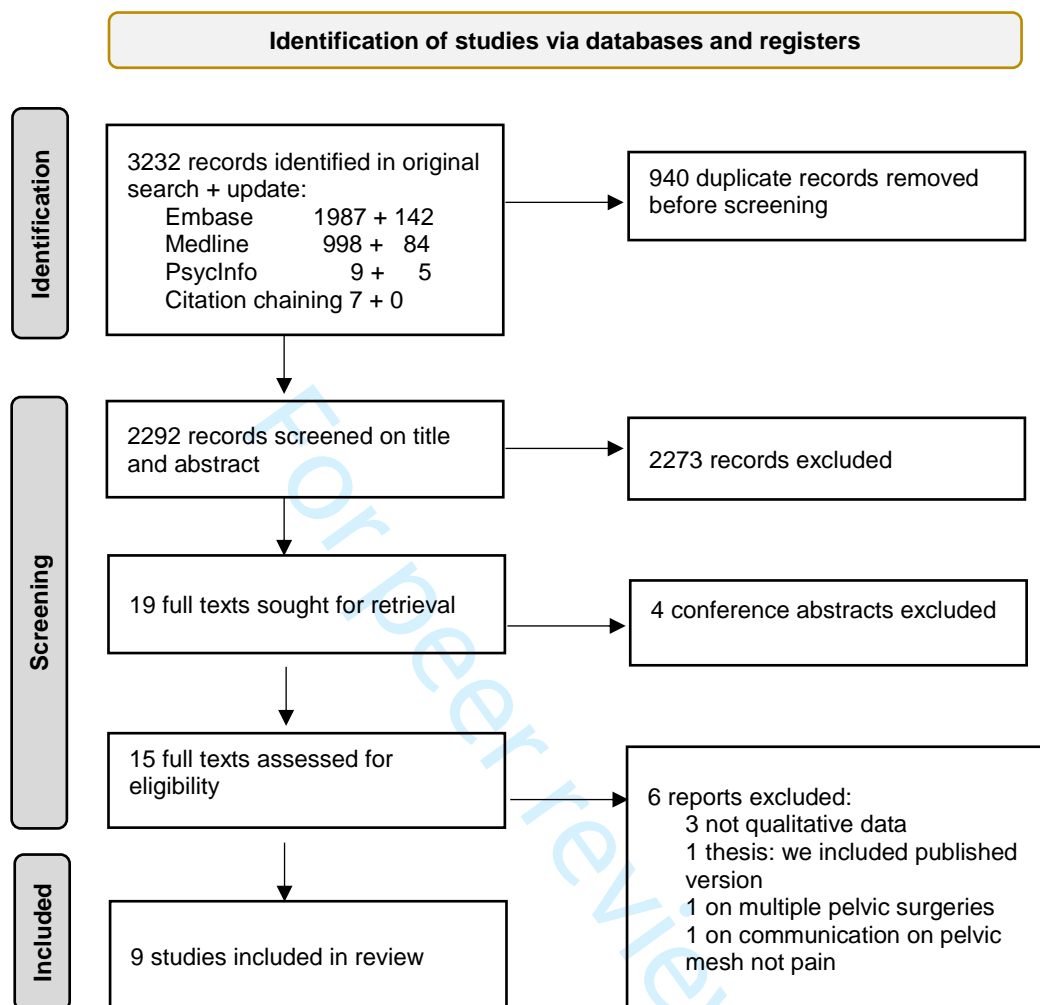 Identification of studies via databases and registers
Identification
3232 records identified in original
search + update:
Embase 1987 + 142
Medline 998 + 84
PsycInfo 9 + 5
Citation chaining 7 + 0
940 duplicate records removed
before screening
Screening
2292 records screened on title
and abstract
2273 records excluded
19 full texts sought for retrieval
4 conference abstracts excluded
15 full texts assessed for
eligibility
6 reports excluded:
3 not qualitative data
1 thesis: we included published
version
1 on multiple pelvic surgeries
1 on communication on pelvic
mesh not pain
Included
9 studies included in review
For peer review